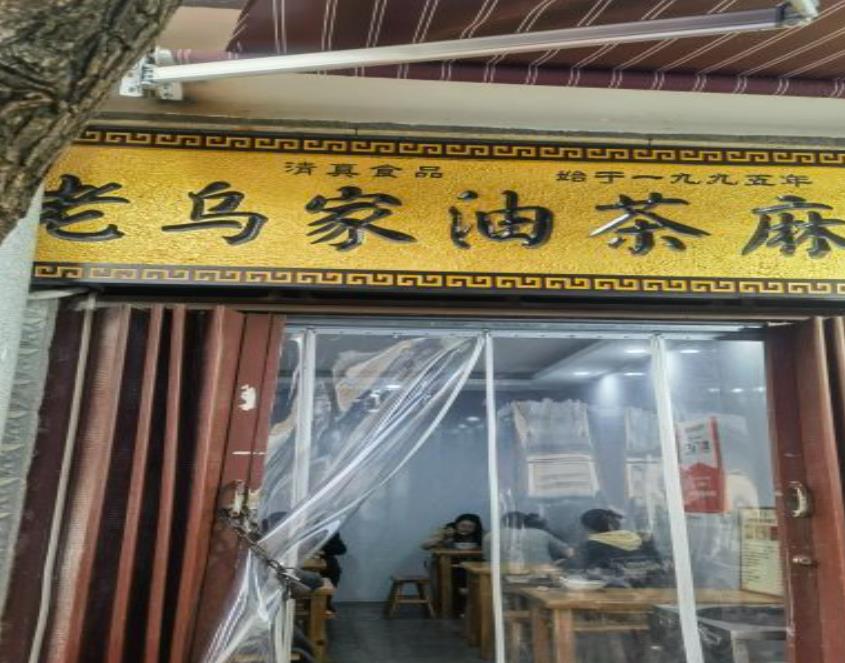 清真食品 始于一九九五年
老乌家油茶麻